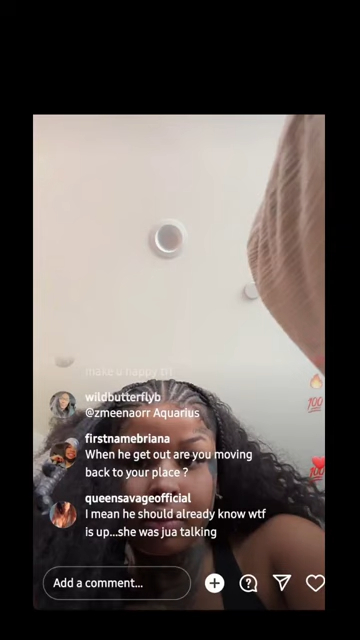 make u happy fr!
wildbutterflyb
@zmeenaorr Aquarius
firstnamebriana
When he get out are you moving
back to your place ?
queensavageofficial
I mean he should already know wtf
is up...she was jua talking
Add a comment...
💯